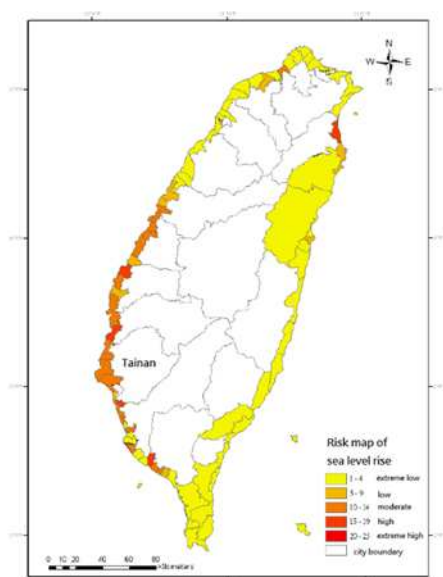 N
W E
S
Tainan
Risk map of
sea level rise
1 - 4 extreme low
5 - 9 low
10 - 14 moderate
15 - 19 high
20 - 25 extreme high
city boundary
0 10 20 40 60 80
Kilometers